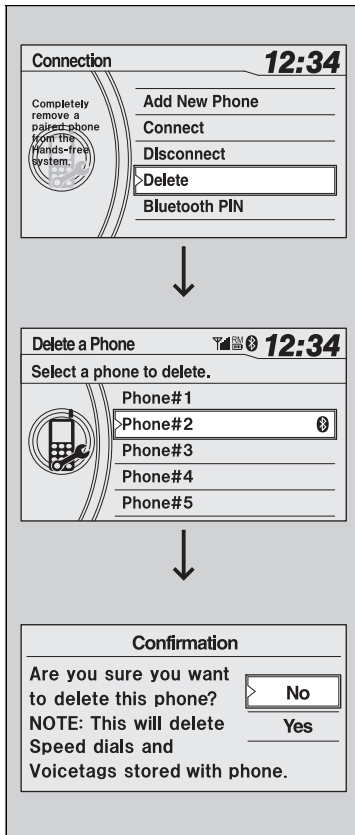 Connection
12:34
Completely
remove a
paired phone
from the
Hands-free
system.
Add New Phone
Connect
DIsconnect
Delete
Bluetooth PIN
Delete a Phone
RM
12:34
Select a phone to delete.
Phone#1
Phone#2
Phone#3
Phone#4
Phone#5
Confirmation
Are you sure you want
to delete this phone?
NOTE: This will delete
Speed dials and
Voicetags stored with phone.
No
Yes